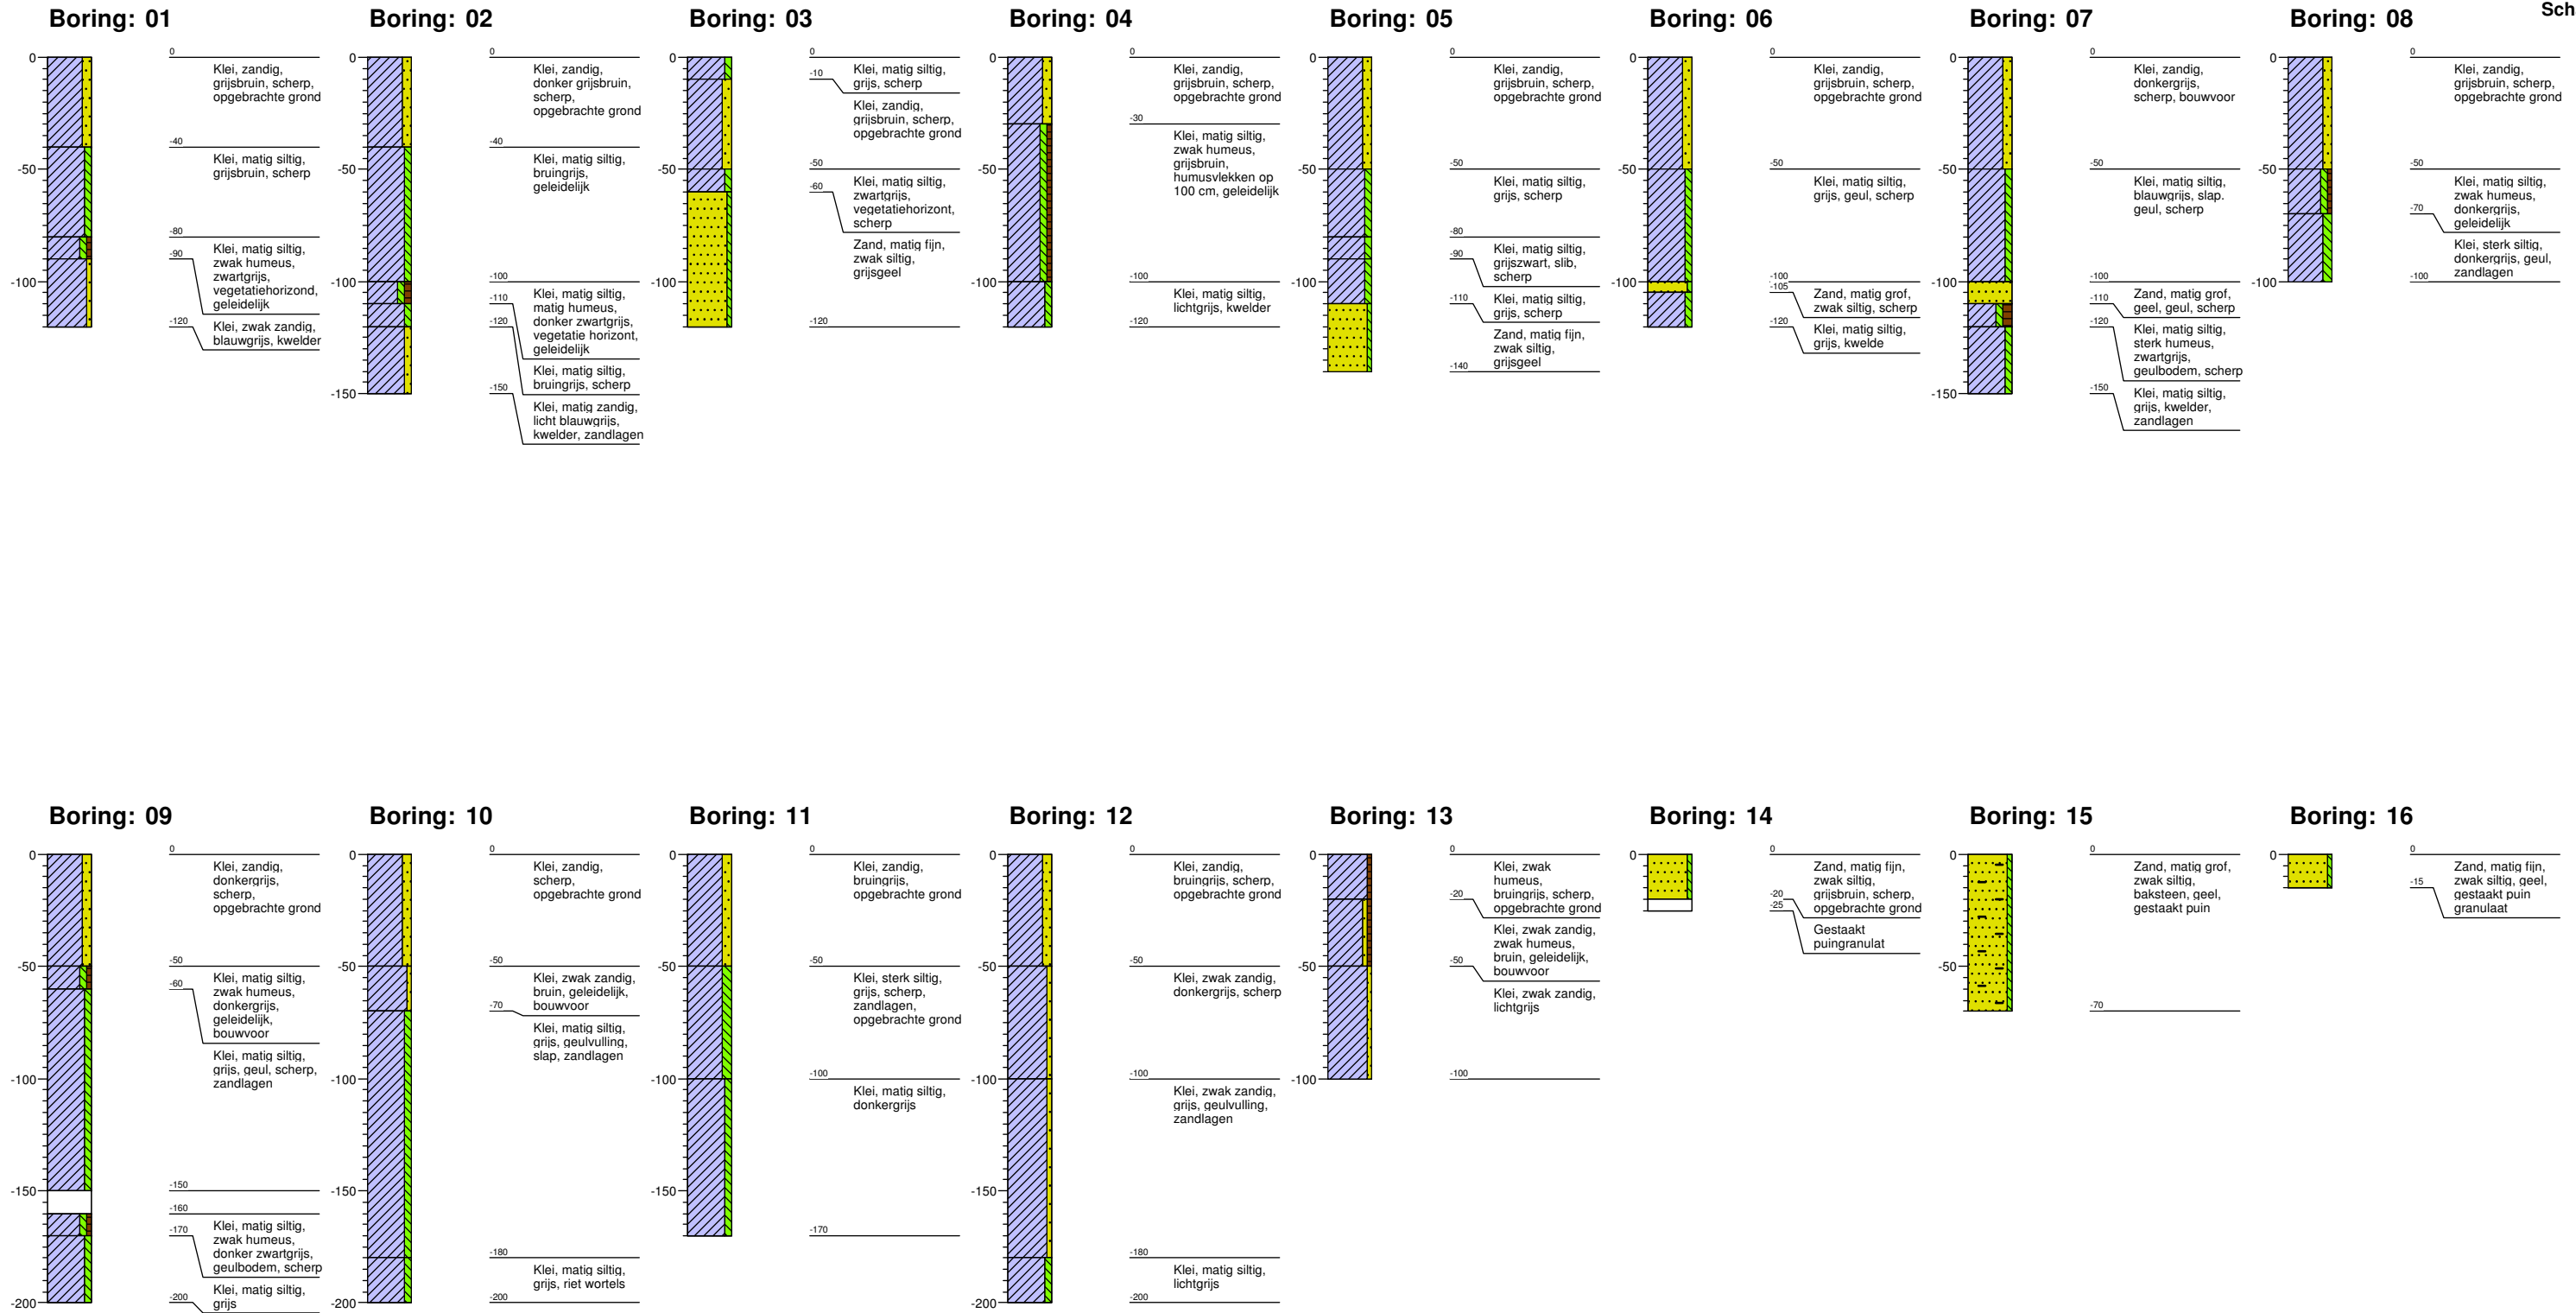 Boring: 01
0
-50
-100
0
Klei, zandig,
grijsbruin, scherp,
opgebrachte grond
-40
Klei, matig siltig,
grijsbruin, scherp
-80
Klei, matig siltig,
zwak humeus,
zwartgrijs,
vegetatiehorizond,
geleidelijk
-90
Klei, zwak zandig,
blauwgrijs, kwelder
-120
Boring: 02
0
-50
-100
-150
0
Klei, zandig,
donker grijsbruin,
scherp,
opgebrachte grond
-40
Klei, matig siltig,
bruingrijs,
geleidelijk
-100
Klei, matig siltig,
matig humeus,
donker zwartgrijs,
vegetatie horizont,
geleidelijk
-110
Klei, matig siltig,
bruingrijs, scherp
-120
Klei, matig zandig,
licht blauwgrijs,
kwelder, zandlagen
-150
Boring: 03
0
-50
-100
0
Klei, matig siltig,
grijs, scherp
-10
Klei, zandig,
grijsbruin, scherp,
opgebrachte grond
-50
Klei, matig siltig,
zwartgrijs,
vegetatiehorizont,
scherp
-60
Zand, matig fijn,
zwak siltig,
grijsgeel
-120
Boring: 04
0
-50
-100
0
Klei, zandig,
grijsbruin, scherp,
opgebrachte grond
-30
Klei, matig siltig,
zwak humeus,
grijsbruin,
humusvlekken op
100 cm, geleidelijk
-100
Klei, matig siltig,
lichtgrijs, kwelder
-120
Boring: 05
0
-50
-100
0
Klei, zandig,
grijsbruin, scherp,
opgebrachte grond
-50
Klei, matig siltig,
grijs, scherp
-80
Klei, matig siltig,
grijszwart, slib,
scherp
-90
Klei, matig siltig,
grijs, scherp
-110
Zand, matig fijn,
zwak siltig,
grijsgeel
-140
Boring: 06
0
-50
-100
0
Klei, zandig,
grijsbruin, scherp,
opgebrachte grond
-50
Klei, matig siltig,
grijs, geul, scherp
-100
Zand, matig grof,
zwak siltig, scherp
-105
Klei, matig siltig,
grijs, kwelde
-120
Boring: 07
0
-50
-100
-150
0
Klei, zandig,
donkergrijs,
scherp, bouwvoor
-50
Klei, matig siltig,
blauwgrijs, slap.
geul, scherp
-100
Zand, matig grof,
geel, geul, scherp
-110
Klei, matig siltig,
sterk humeus,
zwartgrijs,
geulbodem, scherp
-120
Klei, matig siltig,
grijs, kwelder,
zandlagen
-150
Boring: 08
Sch
0
-50
-100
0
Klei, zandig,
grijsbruin, scherp,
opgebrachte grond
-50
Klei, matig siltig,
zwak humeus,
donkergrijs,
geleidelijk
-70
Klei, sterk siltig,
donkergrijs, geul,
zandlagen
-100
Boring: 09
0
-50
-100
-150
-200
0
Klei, zandig,
donkergrijs,
scherp,
opgebrachte grond
-50
Klei, matig siltig,
zwak humeus,
donkergrijs,
geleidelijk,
bouwvoor
-60
Klei, matig siltig,
grijs, geul, scherp,
zandlagen
-150
-160
Klei, matig siltig,
zwak humeus,
donker zwartgrijs,
geulbodem, scherp
-170
Klei, matig siltig,
grijs
-200
Boring: 10
0
-50
-100
-150
-200
0
Klei, zandig,
scherp,
opgebrachte grond
-50
Klei, zwak zandig,
bruin, geleidelijk,
bouwvoor
-70
Klei, matig siltig,
grijs, geulvulling,
slap, zandlagen
-180
Klei, matig siltig,
grijs, riet wortels
-200
Boring: 11
0
-50
-100
-150
0
Klei, zandig,
bruingrijs,
opgebrachte grond
-50
Klei, sterk siltig,
grijs, scherp,
zandlagen,
opgebrachte grond
-100
Klei, matig siltig,
donkergrijs
-170
Boring: 12
0
-50
-100
-150
-200
0
Klei, zandig,
bruingrijs, scherp,
opgebrachte grond
-50
Klei, zwak zandig,
donkergrijs, scherp
-100
Klei, zwak zandig,
grijs, geulvulling,
zandlagen
-180
Klei, matig siltig,
lichtgrijs
-200
Boring: 13
0
-50
-100
0
Klei, zwak
humeus,
bruingrijs, scherp,
opgebrachte grond
-20
Klei, zwak zandig,
zwak humeus,
bruin, geleidelijk,
bouwvoor
-50
Klei, zwak zandig,
lichtgrijs
-100
Boring: 14
0
0
Zand, matig fijn,
zwak siltig,
grijsbruin, scherp,
opgebrachte grond
-20
Gestaakt
puingranulat
-25
Boring: 15
0
-50
0
Zand, matig grof,
zwak siltig,
baksteen, geel,
gestaakt puin
-70
Boring: 16
0
0
Zand, matig fijn,
zwak siltig, geel,
gestaakt puin
granulaat
-15